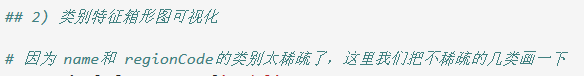 ## 2) 类别特征箱形图可视化
# 因为 name和 regionCode的类别太稀疏了，这里我们把不稀疏的几类画一下